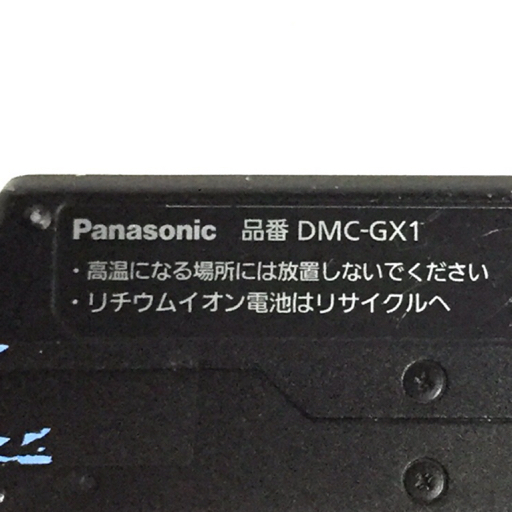 Panasonic 品番 DMC-GX1
・高温になる場所には放置しないでください
・リチウムイオン電池はリサイクルへ